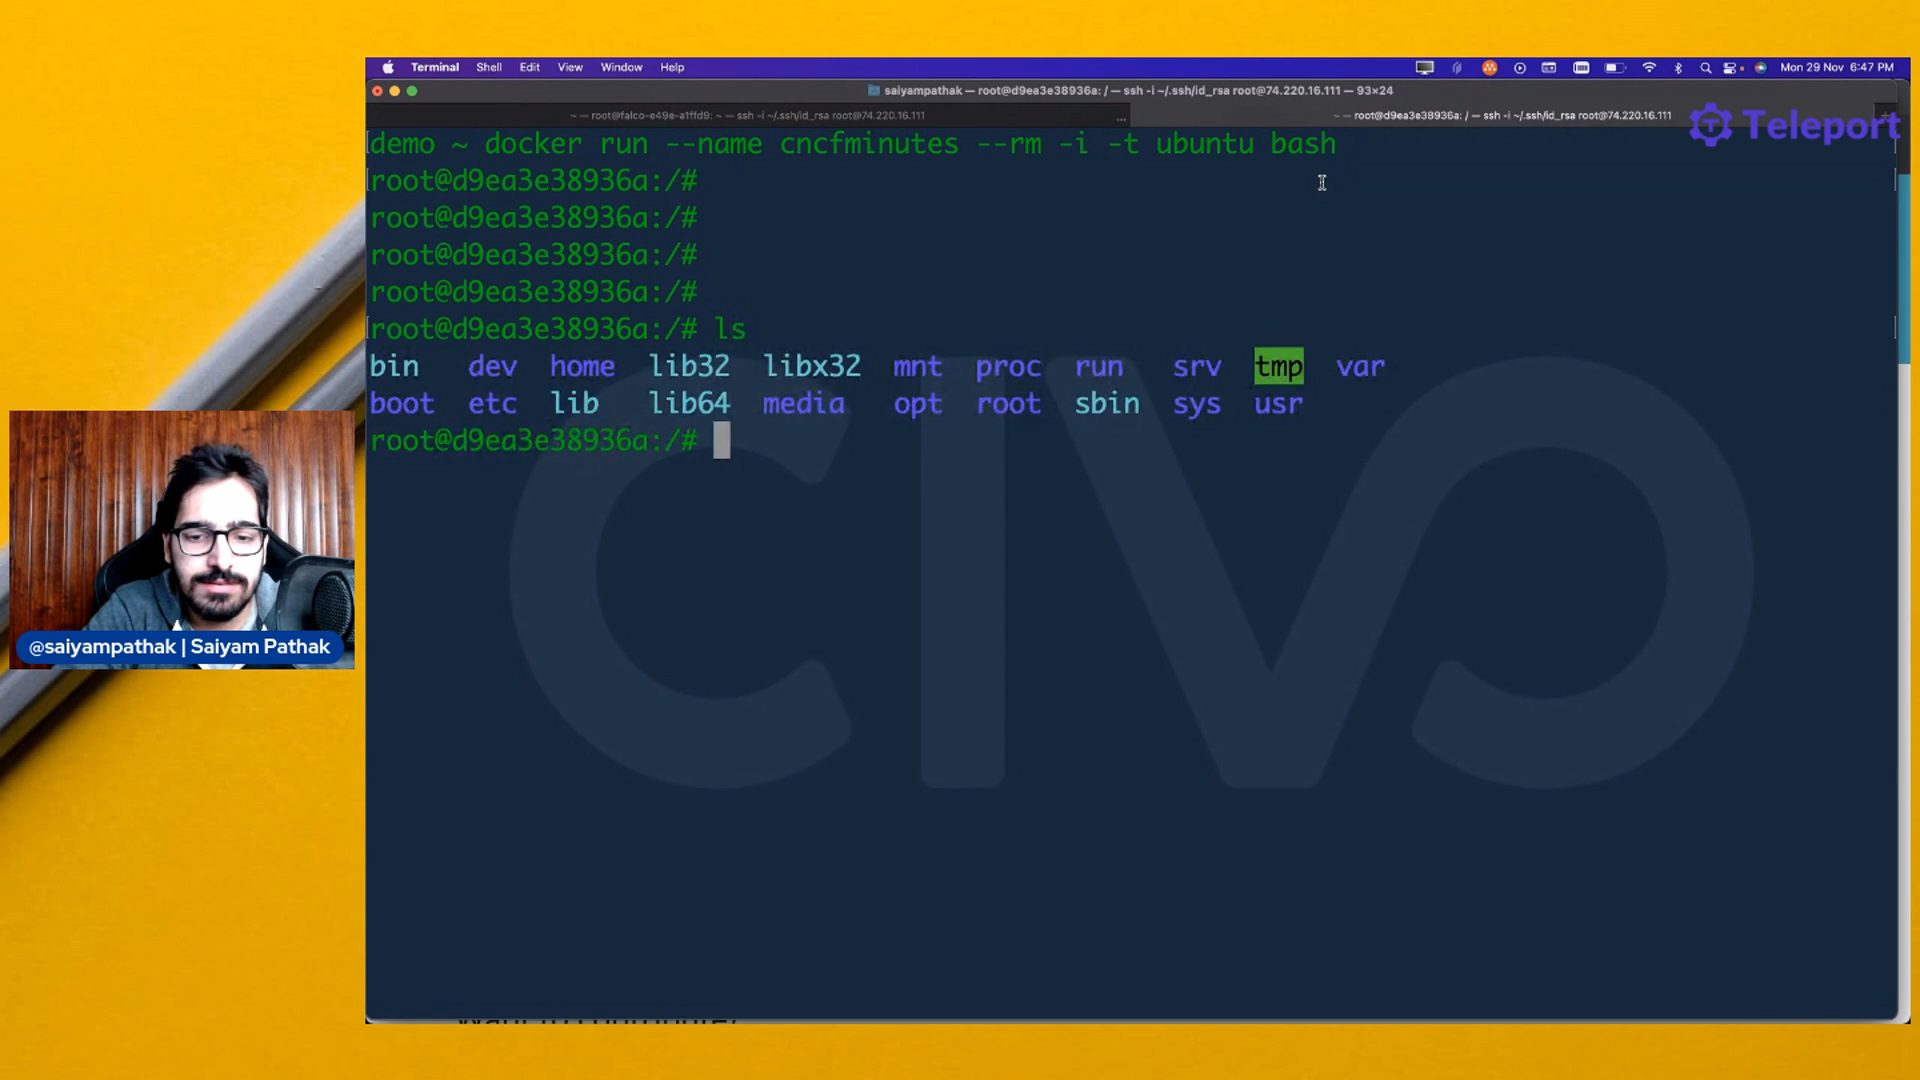 Terminal Shell Edit View Window Help Mon 29 Nov 6:47 PM
saiyampathak — root@d9ea3e38936a: / — ssh -i ~/.ssh/id_rsa root@74.220.16.111 — 93×24
~ — root@falco-e49e-a1ffd9: ~ — ssh -i ~/.ssh/id_rsa root@74.220.16.111 ... ~ — root@d9ea3e38936a: / — ssh -i ~/.ssh/id_rsa root@74.220.16.111
Teleport
demo ~ docker run --name cncfminutes --rm -i -t ubuntu bash
root@d9ea3e38936a:/#
root@d9ea3e38936a:/#
root@d9ea3e38936a:/#
root@d9ea3e38936a:/#
root@d9ea3e38936a:/# ls
bin dev home lib32 libx32 mnt proc run srv tmp var
boot etc lib lib64 media opt root sbin sys usr
root@d9ea3e38936a:/#
CIVO
@saiyampathak | Saiyam Pathak